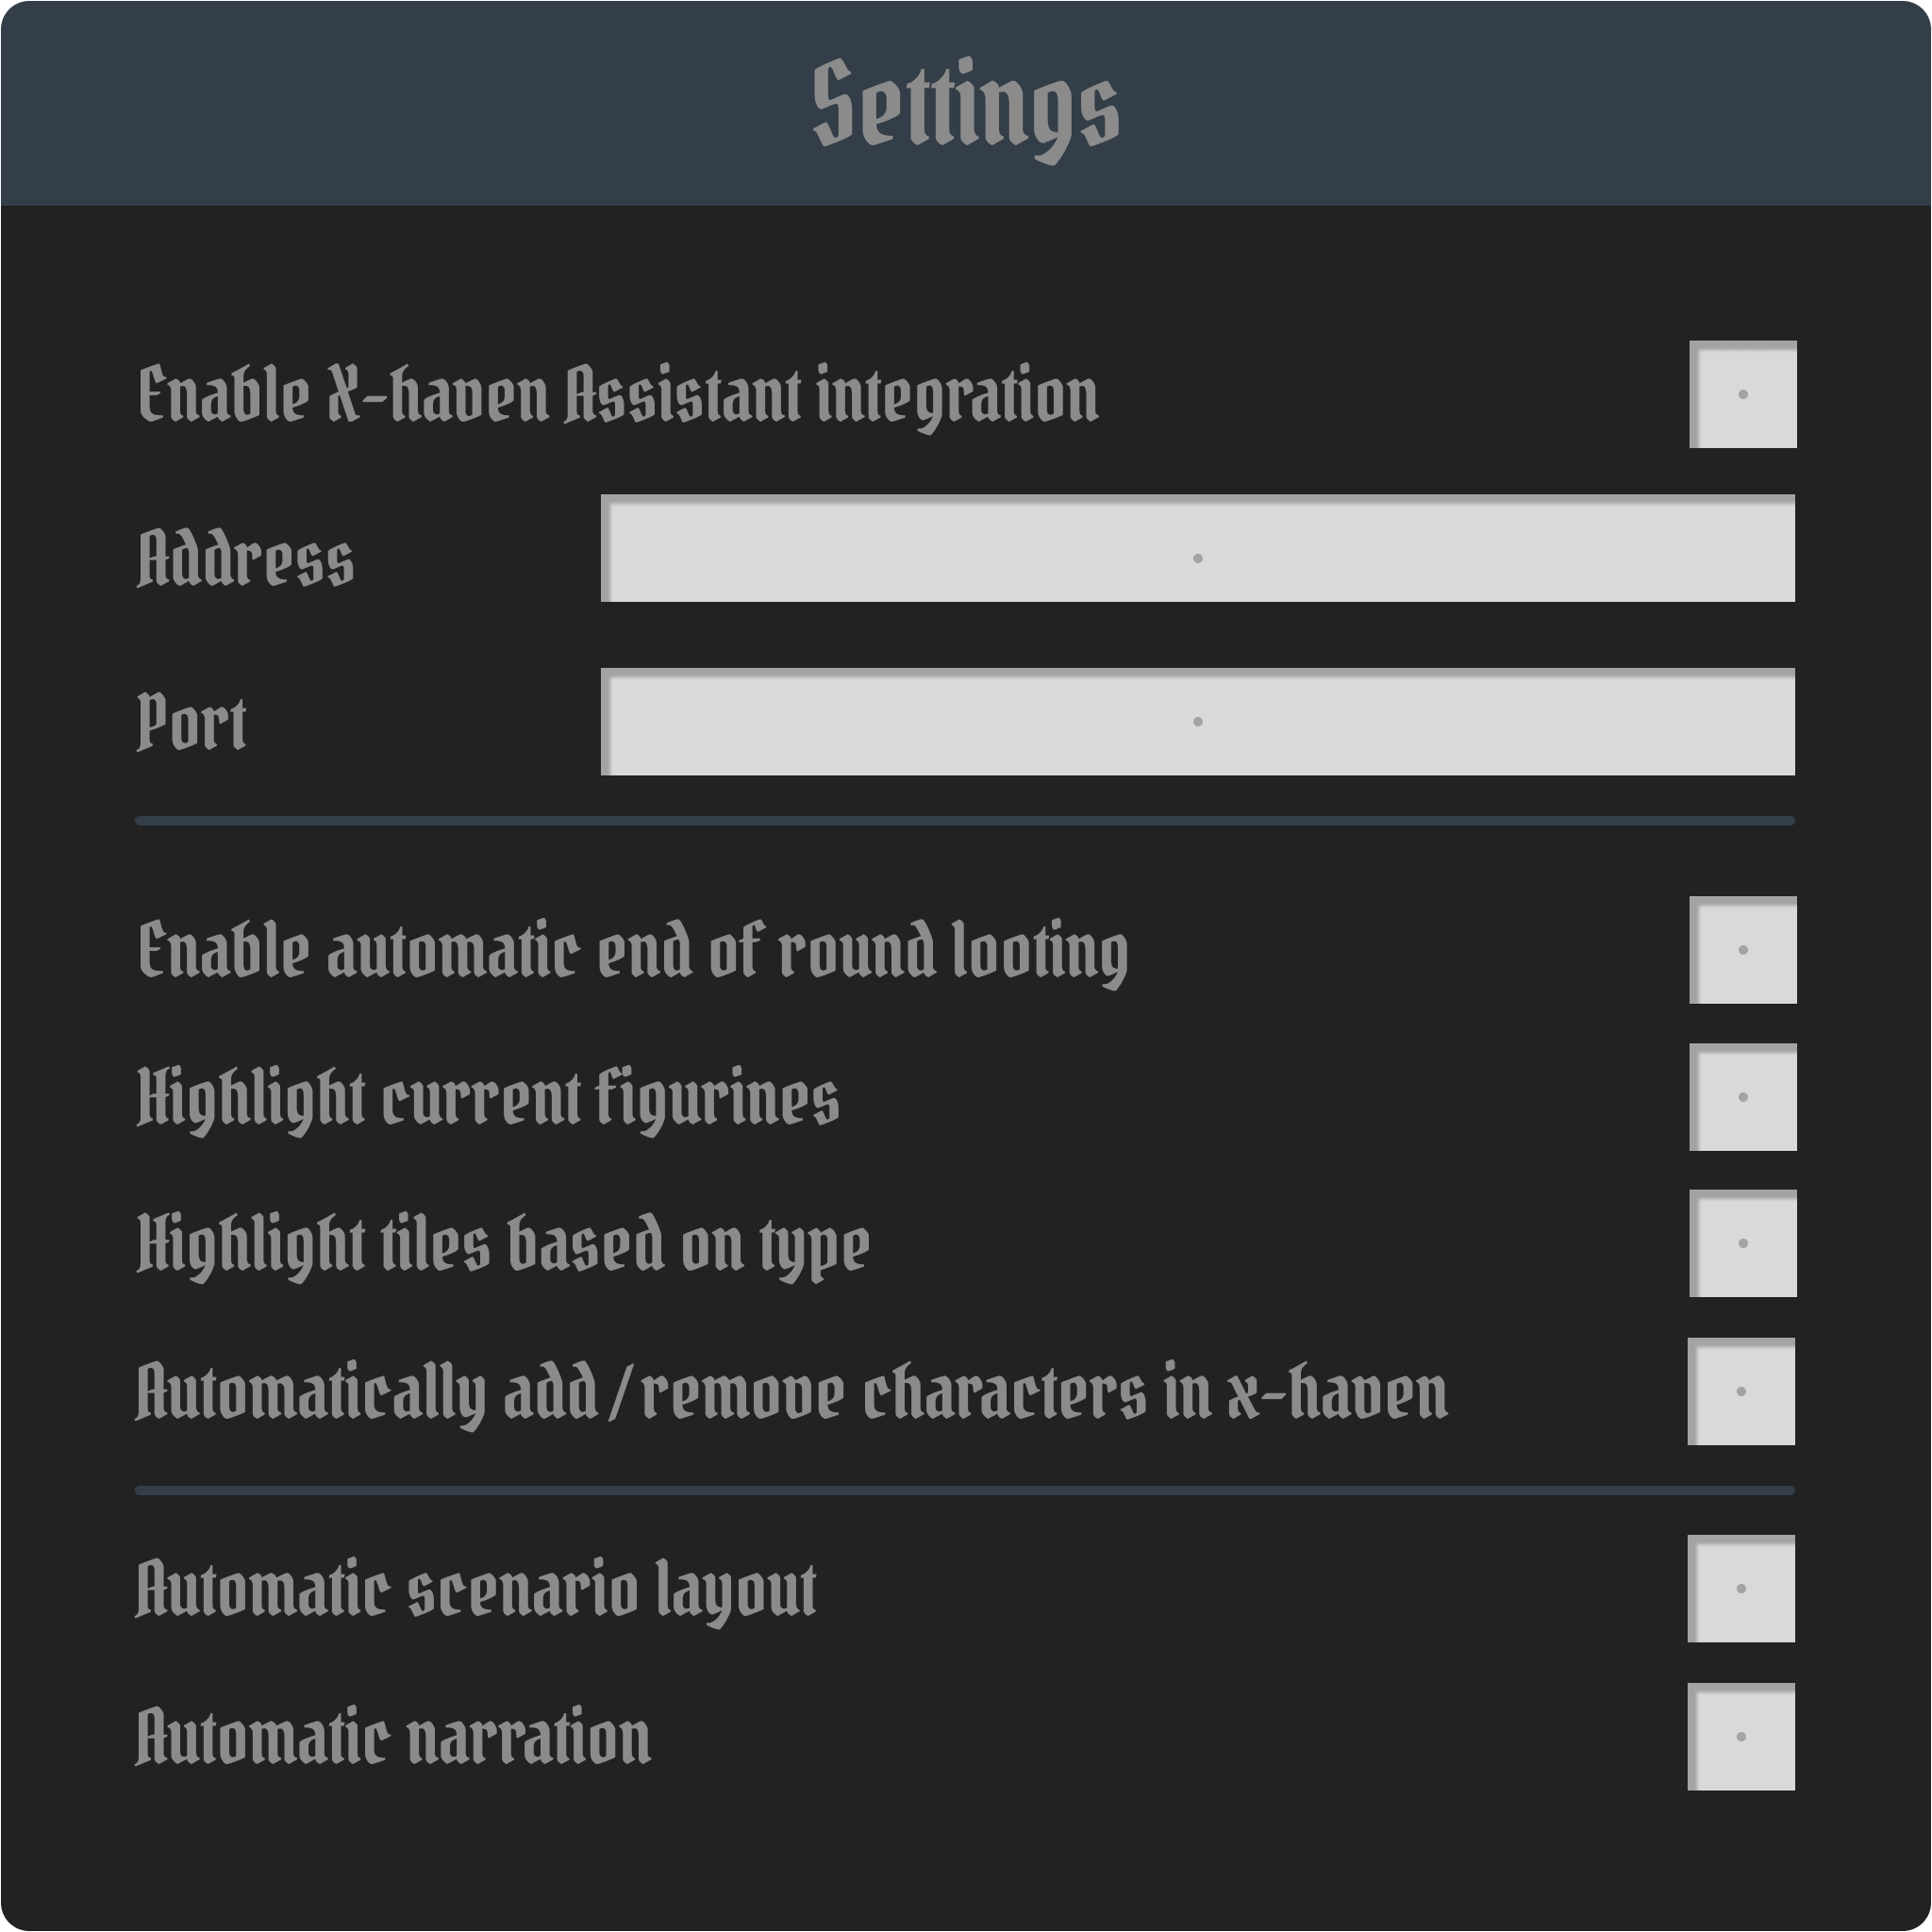 Settings
Enable X-haven Assistant integration
Address
Port
Enable automatic end of round looting
Highlight current figurines
Highlight tiles based on type
Automatically add/remove characters in x-haven
Automatic scenario layout
Automatic narration